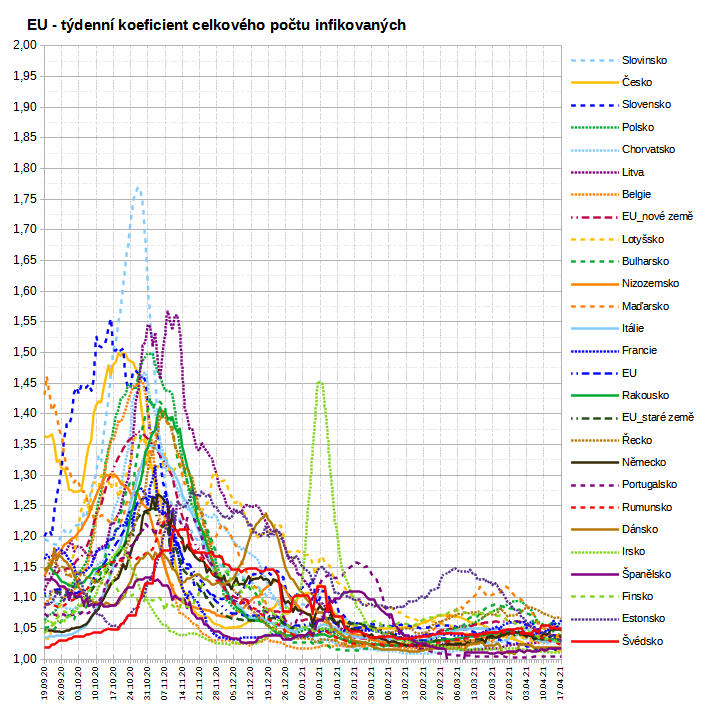 EU - týdenní koeficient celkového počtu infikovaných
2,00
1,95
1,90
1,85
1,80
1,75
1,70
1,65
1,60
1,55
1,50
1,45
1,40
1,35
1,30
1,25
1,20
1,15
1,10
1,05
1,00
19.09.20
26.09.20
03.10.20
10.10.20
17.10.20
24.10.20
31.10.20
07.11.20
14.11.20
21.11.20
28.11.20
05.12.20
12.12.20
19.12.20
26.12.20
02.01.21
09.01.21
16.01.21
23.01.21
30.01.21
06.02.21
13.02.21
20.02.21
27.02.21
06.03.21
13.03.21
20.03.21
27.03.21
03.04.21
10.04.21
17.04.21
Slovinsko
Česko
Slovensko
Polsko
Chorvatsko
Litva
Belgie
EU_nové země
Lotyšsko
Bulharsko
Nizozemsko
Maďarsko
Itálie
Francie
EU
Rakousko
EU_staré země
Řecko
Německo
Portugalsko
Rumunsko
Dánsko
Irsko
Španělsko
Finsko
Estonsko
Švédsko